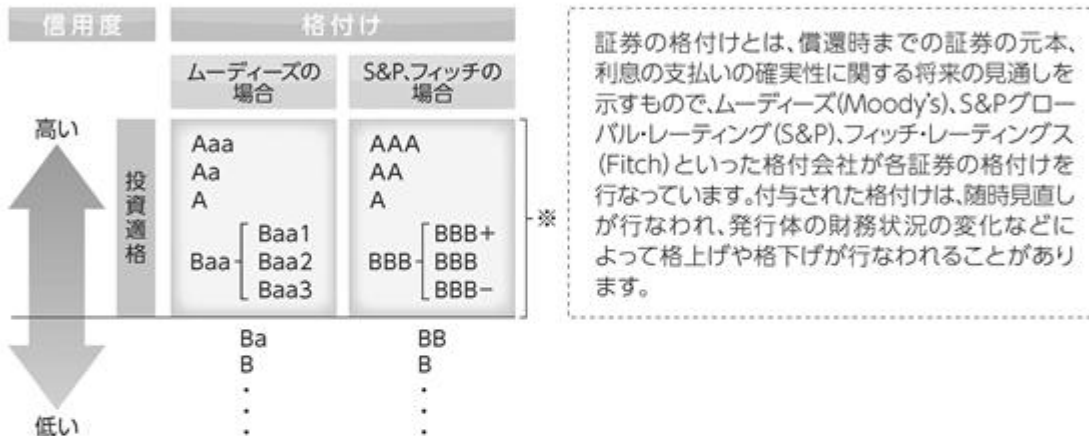 信用度
格付け
ムーディーズの
場合
S&P、フィッチの
場合
高い
投資適格
Aaa
Aa
A
Baa
Baa1
Baa2
Baa3
AAA
AA
A
BBB
BBB+
BBB
BBB−
※
Ba
B
・
・
・
BB
B
・
・
・
低い
証券の格付けとは、償還時までの証券の元本、
利息の支払いの確実性に関する将来の見通しを
示すもので、ムーディーズ(Moody's)、S&Pグロー
バル・レーティング(S&P)、フィッチ・レーティングス
(Fitch)といった格付会社が各証券の格付けを
行なっています。付与された格付けは、随時見直し
が行なわれ、発行体の財務状況の変化などに
よって格上げや格下げが行なわれることがあり
ます。